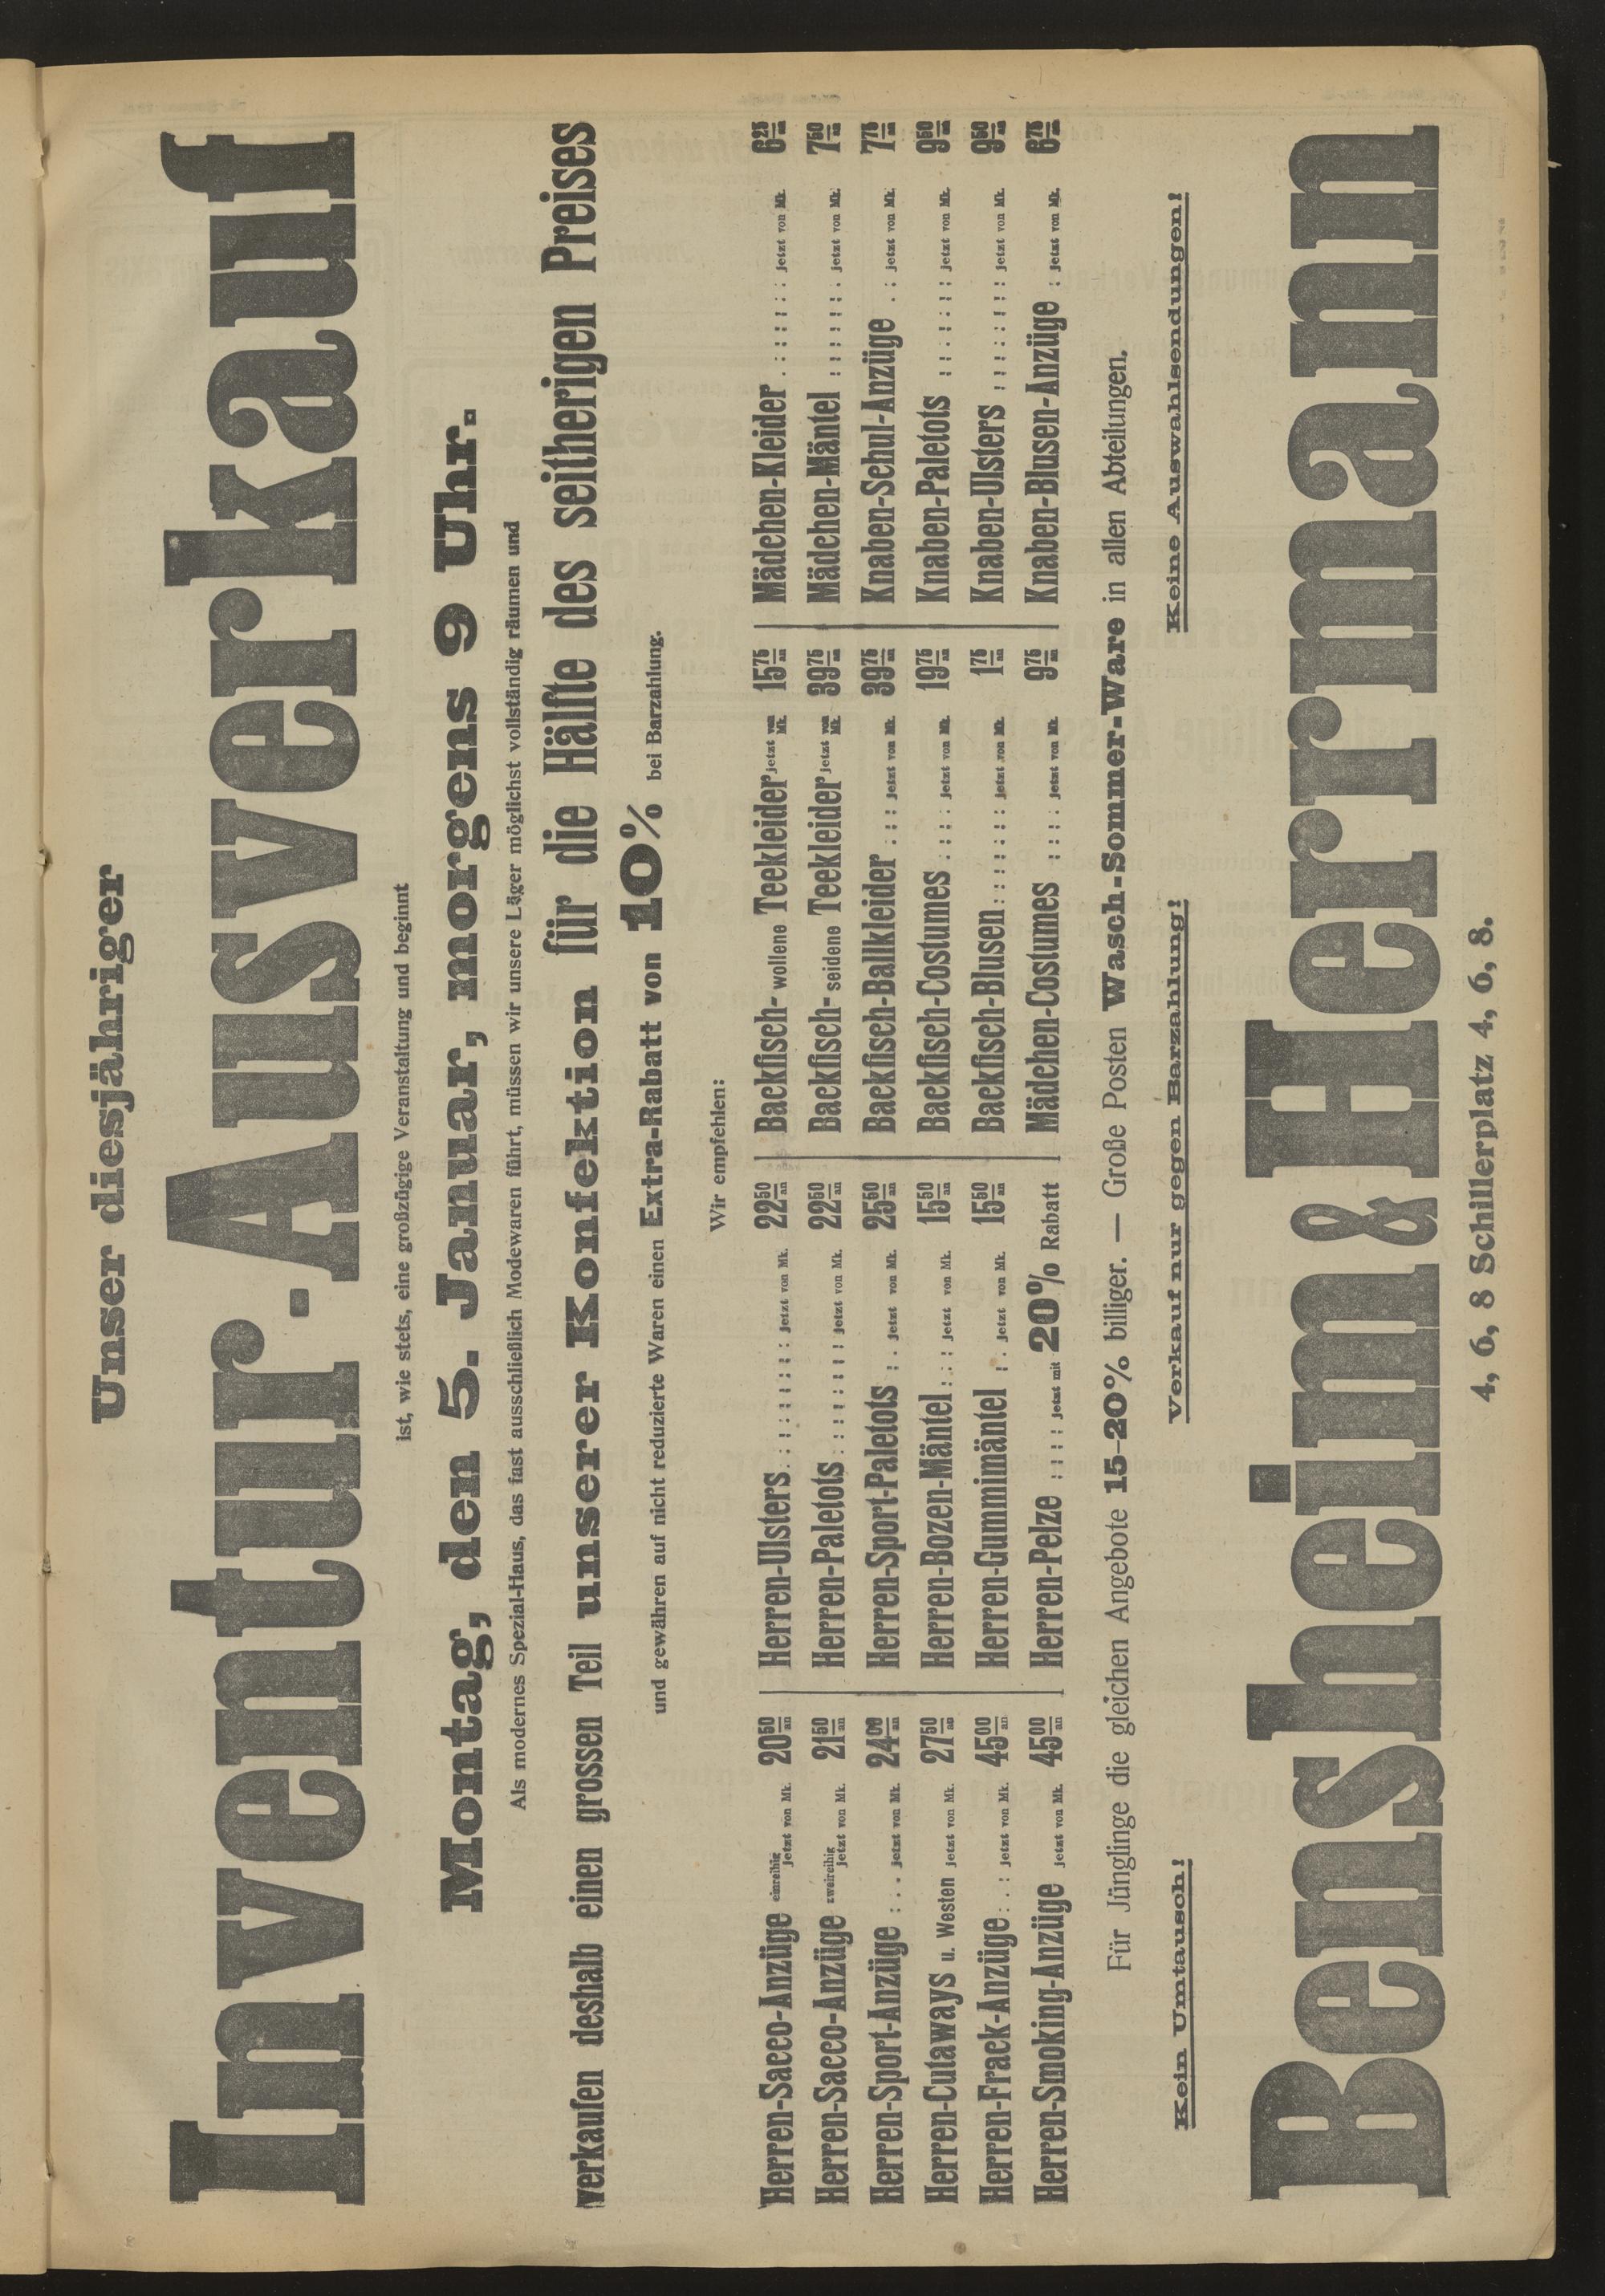 Unser diesjähriger
Inventur-Ausverkauf
ist, wie stets, eine großzügige Veranstaltung und beginnt
Montag, den 5. Januar, morgens 9 Uhr.
Als modernes Spezial-Haus, das fast ausschließlich Modewaren führt, müssen wir unsere Läger möglichst vollständig räumen und
verkaufen deshalb einen grossen Teil unserer Konfektion für die Hälfte des seitherigen Preises
und gewähren auf nicht reduzierte Waren einen Extra-Rabatt von 10% bei Barzahlung.
Wir empfehlen:
Herren-Sacco-Anzüge einreihig jetzt von Mk. 20⁵⁰ an
Herren-Sacco-Anzüge zweireihig jetzt von Mk. 21⁵⁰ an
Herren-Sport-Anzüge . . . jetzt von Mk. 24⁰⁰ an
Herren-Cutaways u. Westen jetzt von Mk. 27⁵⁰ an
Herren-Frack-Anzüge . . : jetzt von Mk. 45⁰⁰ an
Herren-Smoking-Anzüge jetzt von Mk. 45⁰⁰ an
Herren-Ulsters . . : : : : : : jetzt von Mk. 22⁵⁰ an
Herren-Paletots . . : : : : : : jetzt von Mk. 22⁵⁰ an
Herren-Sport-Paletots : . jetzt von Mk. 25⁵⁰ an
Herren-Bozen-Mäntel : . : : jetzt von Mk. 15⁵⁰ an
Herren-Gummimäntel : . jetzt von Mk. 15⁵⁰ an
Herren-Pelze : : : : jetzt mit 20% Rabatt
Backfisch- wollene Teekleider jetzt von Mk. 15⁷⁵ an
Backfisch- seidene Teekleider jetzt von Mk. 39⁷⁵ an
Backfisch-Ballkleider . : : jetzt von Mk. 39⁷⁵ an
Backfisch-Costumes . : : : jetzt von Mk. 19⁷⁵ an
Backfisch-Blusen . : : : : : : jetzt von Mk. 1⁷⁵ an
Mädchen-Costumes : : : : jetzt von Mk. 9⁷⁵ an
Mädchen-Kleider . : : : : : : jetzt von Mk. 6²⁵ an
Mädchen-Mäntel : : : : : : jetzt von Mk. 7⁵⁰ an
Knaben-Schul-Anzüge . : jetzt von Mk. 7⁷⁵ an
Knaben-Paletots : : : : : : jetzt von Mk. 9⁵⁰ an
Knaben-Ulsters : : : : : : : jetzt von Mk. 9⁵⁰ an
Knaben-Blusen-Anzüge : jetzt von Mk. 6⁷⁵ an
Für Jünglinge die gleichen Angebote 15–20% billiger. — Große Posten Wasch-Sommer-Ware in allen Abteilungen.
Kein Umtausch! Verkauf nur gegen Barzahlung! Keine Auswahlsendungen!
Bensheim & Herrmann
4, 6, 8 Schillerplatz 4, 6, 8.